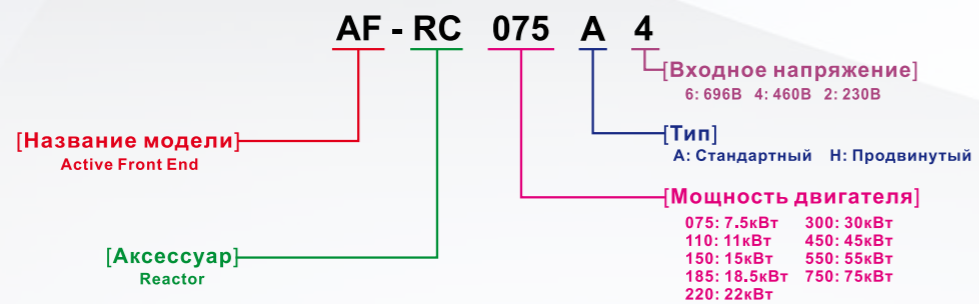 AF - RC 075 A 4
[Входное напряжение]
6: 696В 4: 460В 2: 230В
[Тип]
А: Стандартный Н: Продвинутый
[Название модели]
Active Front End
[Мощность двигателя]
075: 7.5кВт 300: 30кВт
110: 11кВт 450: 45кВт
150: 15кВт 550: 55кВт
185: 18.5кВт 750: 75кВт
220: 22кВт
[Аксессуар]
Reactor